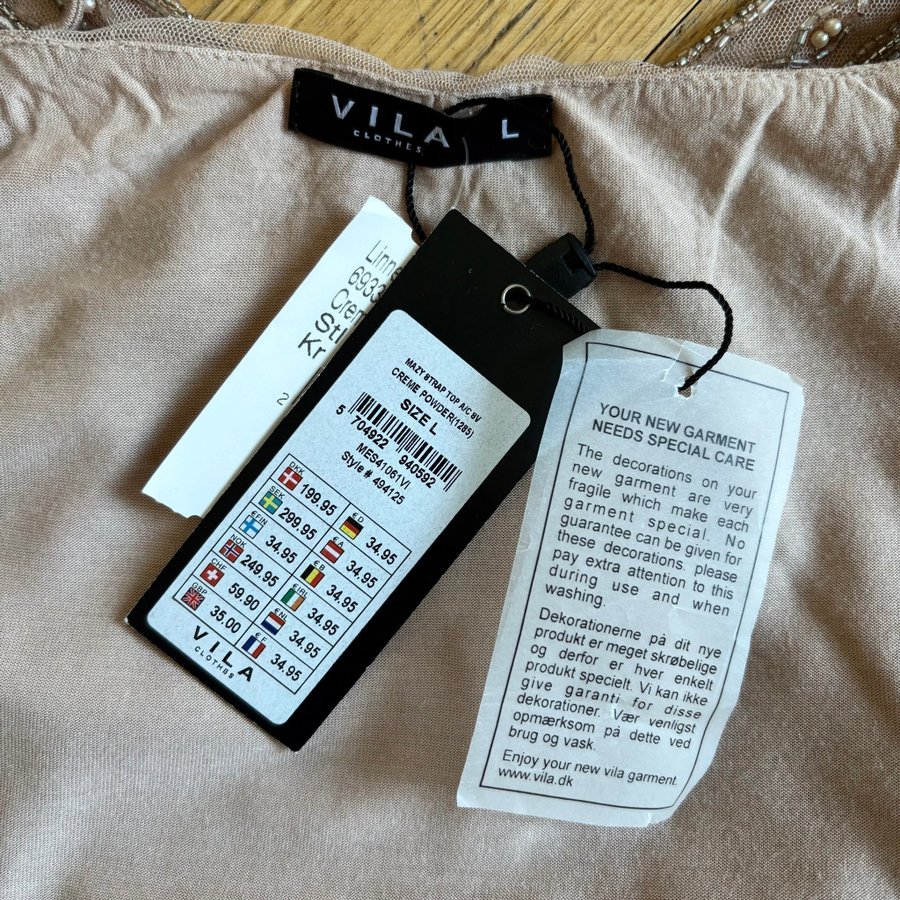 VILA L
CLOTHES
6933
Kr
2
MAZY STRAP TOP A/C SV
CREME POWDER(1285)
SIZE L
5 704922 940592
MES41061VI
Style # 494125
DKK 199.95
SEK 299.95
€FIN 34.95
NOK 249.95
CHF 59.90
GBP 35.00
€D 34.95
€A 34.95
€B 34.95
€IRL 34.95
€NL 34.95
€F 34.95
VILA
CLOTHES
YOUR NEW GARMENT
NEEDS SPECIAL CARE
The decorations on your
new garment are very
fragile which make each
garment special. No
guarantee can be given for
these decorations. please
pay extra attention to this
during use and when
washing.
Dekorationerne på dit nye
produkt er meget skrøbelige
og derfor er hver enkelt
produkt specielt. Vi kan ikke
give garanti for disse
dekorationer. Vær venligst
opmærksom på dette ved
brug og vask.
Enjoy your new vila garment.
www.vila.dk